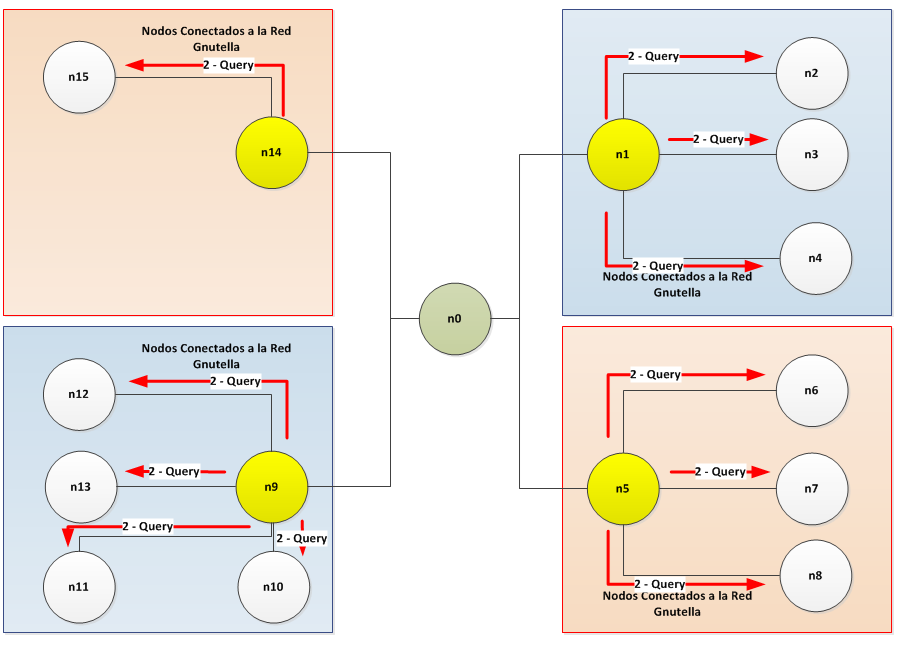 Nodos Conectados a la Red
Gnutella
2 - Query
n15
n14
2 - Query
n2
n1
2 - Query
n3
n4
2 - Query
Nodos Conectados a la Red
Gnutella
n0
Nodos Conectados a la Red
Gnutella
2 - Query
n12
2 - Query
n13
n9
2 - Query
2 - Query
n11
n10
2 - Query
n6
2 - Query
n5
n7
n8
2 - Query
Nodos Conectados a la Red
Gnutella